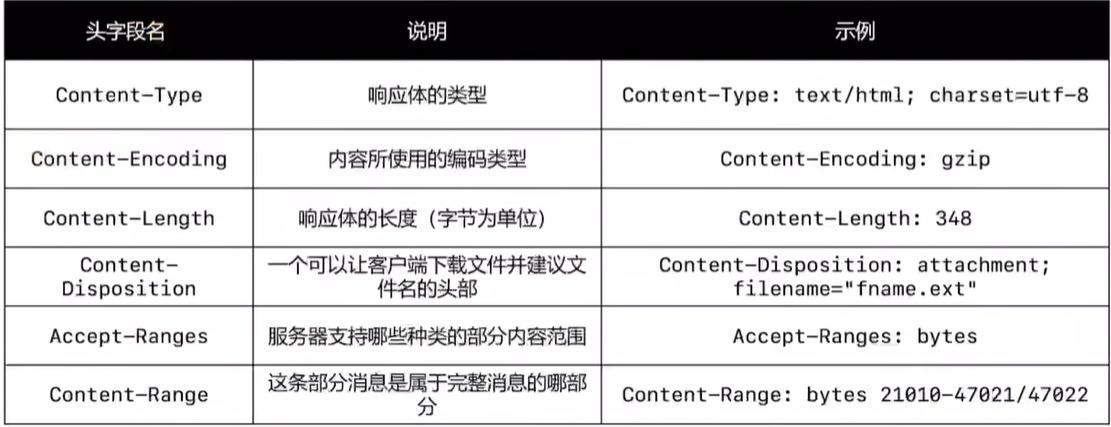 头字段名 说明 示例
Content-Type 响应体的类型 Content-Type: text/html; charset=utf-8
Content-Encoding 内容所使用的编码类型 Content-Encoding: gzip
Content-Length 响应体的长度（字节为单位） Content-Length: 348
Content-
Disposition
一个可以让客户端下载文件并建议文
件名的头部
Content-Disposition: attachment;
filename="fname.ext"
Accept-Ranges 服务器支持哪些种类的部分内容范围 Accept-Ranges: bytes
Content-Range
这条部分消息是属于完整消息的哪部
分
Content-Range: bytes 21010-47021/47022